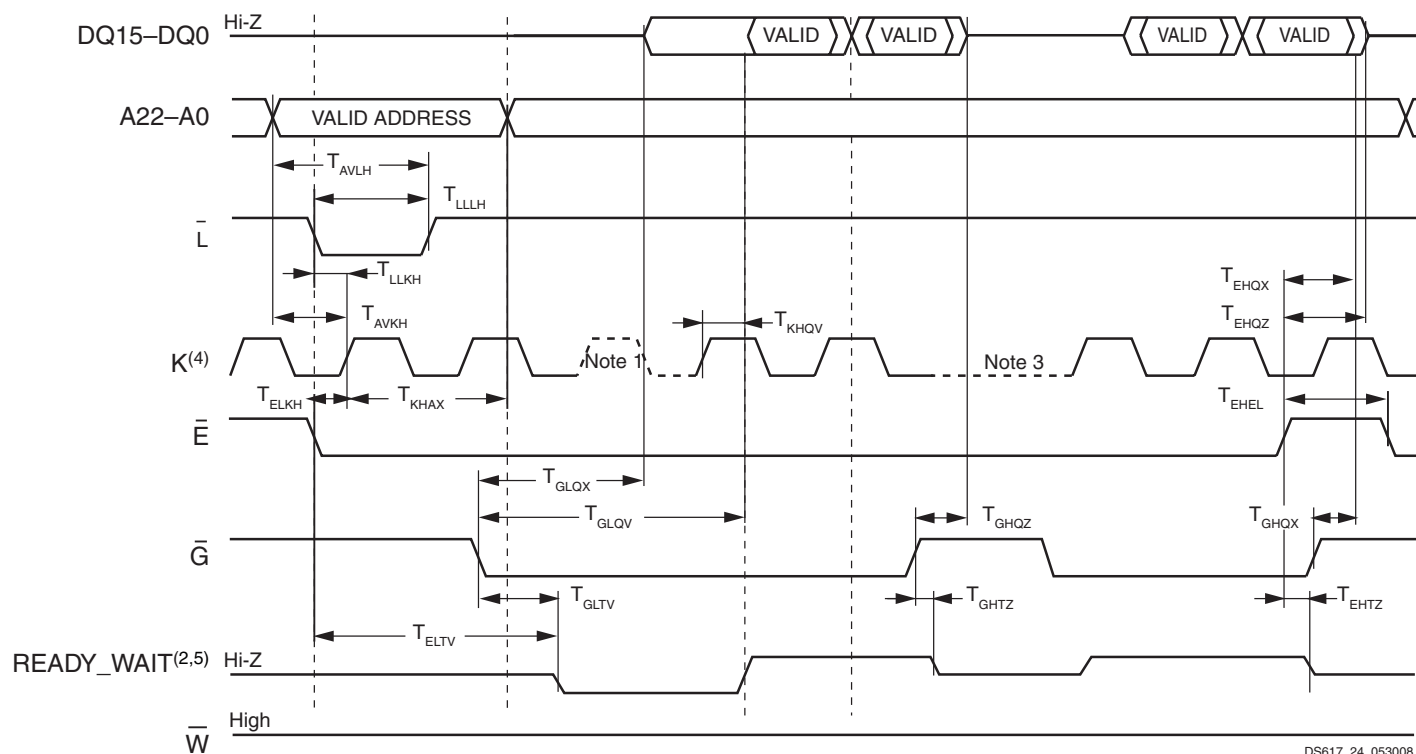 DQ15–DQ0 Hi-Z VALID VALID VALID VALID
A22–A0 VALID ADDRESS
TAVLH
TLLLH
L
TLLKH TEHQX
TAVKH TKHQV TEHQZ
K(4) Note 1 Note 3
TELKH TKHAX TEHEL
E
TGLQX
TGLQV TGHQZ TGHQX
G
TGLTV TGHTZ TEHTZ
TELTV
READY_WAIT(2,5) Hi-Z
High
W
DS617_24_053008